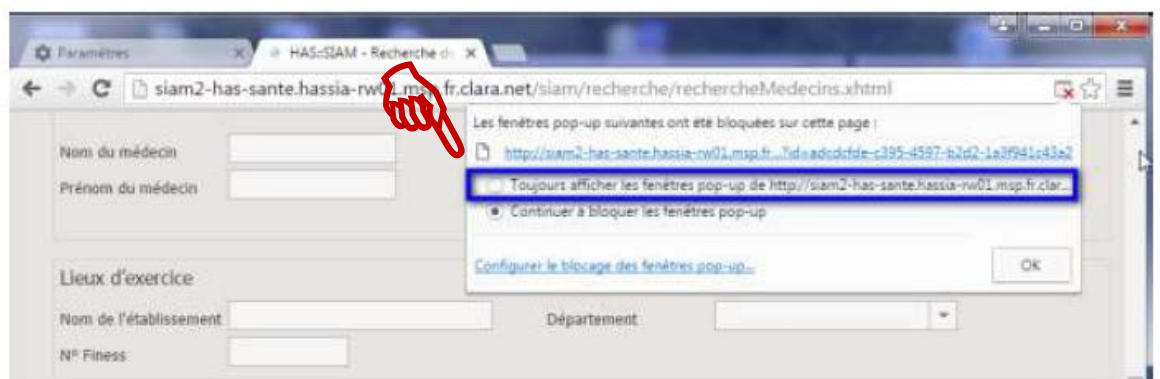 Paramètres
HAS::SIAM - Recherche de
siam2-has-sante.hassia-rw01.msp.fr.clara.net/siam/recherche/rechercheMedecins.xhtml
Les fenêtres pop-up suivantes ont été bloquées sur cette page :
http://siam2-has-sante.hassia-rw01.msp.fr...?id=adcdcfde-c395-4597-b2d2-1a3f941c43a2
Nom du médecin
Toujours afficher les fenêtres pop-up de http://siam2-has-sante.hassia-rw01.msp.fr.clar...
Prénom du médecin
Continuer à bloquer les fenêtres pop-up
Configurer le blocage des fenêtres pop-up...
OK
Lieux d'exercice
Nom de l'établissement
Département
N° Finess